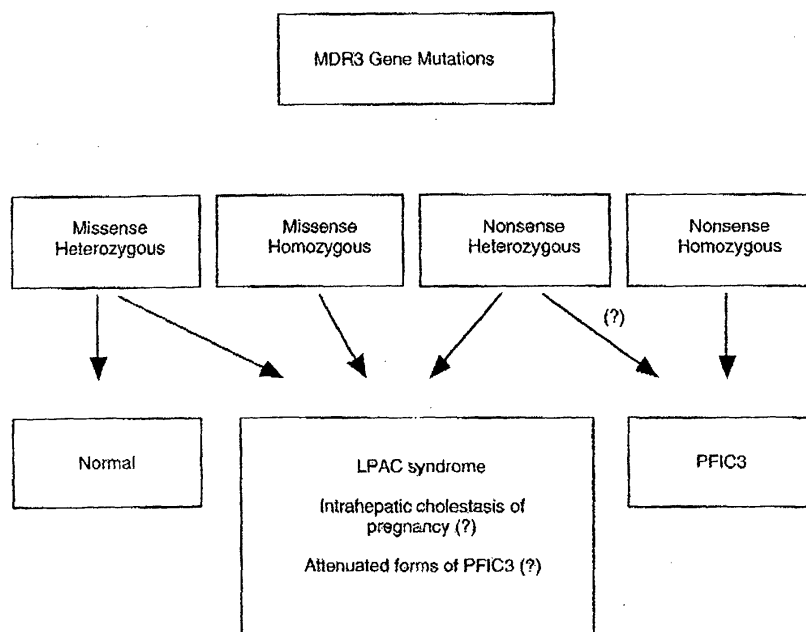 MDR3 Gene Mutations
Missense
Heterozygous
Missense
Homozygous
Nonsense
Heterozygous
Nonsense
Homozygous
(?)
Normal
LPAC syndrome
Intrahepatic cholestasis of
pregnancy (?)
Attenuated forms of PFIC3 (?)
PFIC3